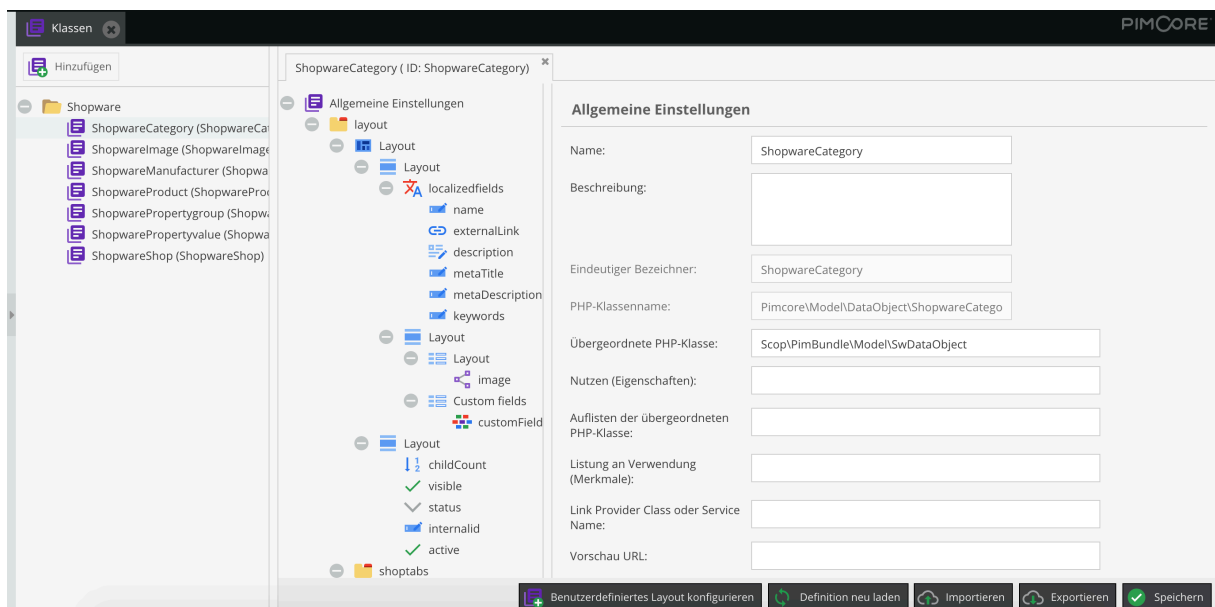 Klassen
PIMCORE
Hinzufügen
Shopware
ShopwareCategory (ShopwareCat
ShopwareImage (ShopwareImage
ShopwareManufacturer (Shopwa
ShopwareProduct (ShopwareProd
ShopwarePropertygroup (Shopwa
ShopwarePropertyvalue (Shopwa
ShopwareShop (ShopwareShop)
ShopwareCategory ( ID: ShopwareCategory)
Allgemeine Einstellungen
layout
Layout
Layout
localizedfields
name
externalLink
description
metaTitle
metaDescription
keywords
Layout
Layout
image
Custom fields
customField
Layout
childCount
visible
status
internalid
active
shoptabs
Allgemeine Einstellungen
Name: ShopwareCategory
Beschreibung:
Eindeutiger Bezeichner: ShopwareCategory
PHP-Klassenname: Pimcore\Model\DataObject\ShopwareCatego
Übergeordnete PHP-Klasse: Scop\PimBundle\Model\SwDataObject
Nutzen (Eigenschaften):
Auflisten der übergeordneten
PHP-Klasse:
Listung an Verwendung
(Merkmale):
Link Provider Class oder Service
Name:
Vorschau URL:
Benutzerdefiniertes Layout konfigurieren Definition neu laden Importieren Exportieren Speichern